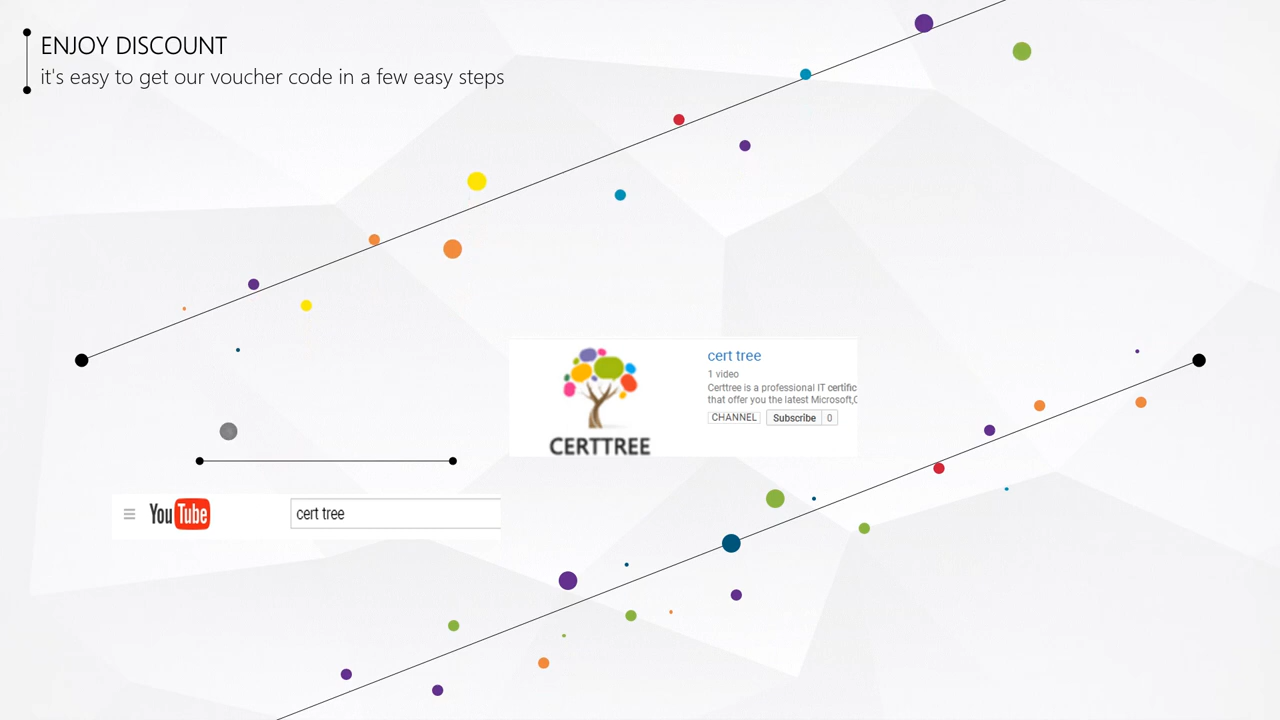 ENJOY DISCOUNT
it's easy to get our voucher code in a few easy steps
cert tree
1 video
Certtree is a professional IT certific
that offer you the latest Microsoft,C
CHANNEL Subscribe 0
CERTTREE
YouTube cert tree